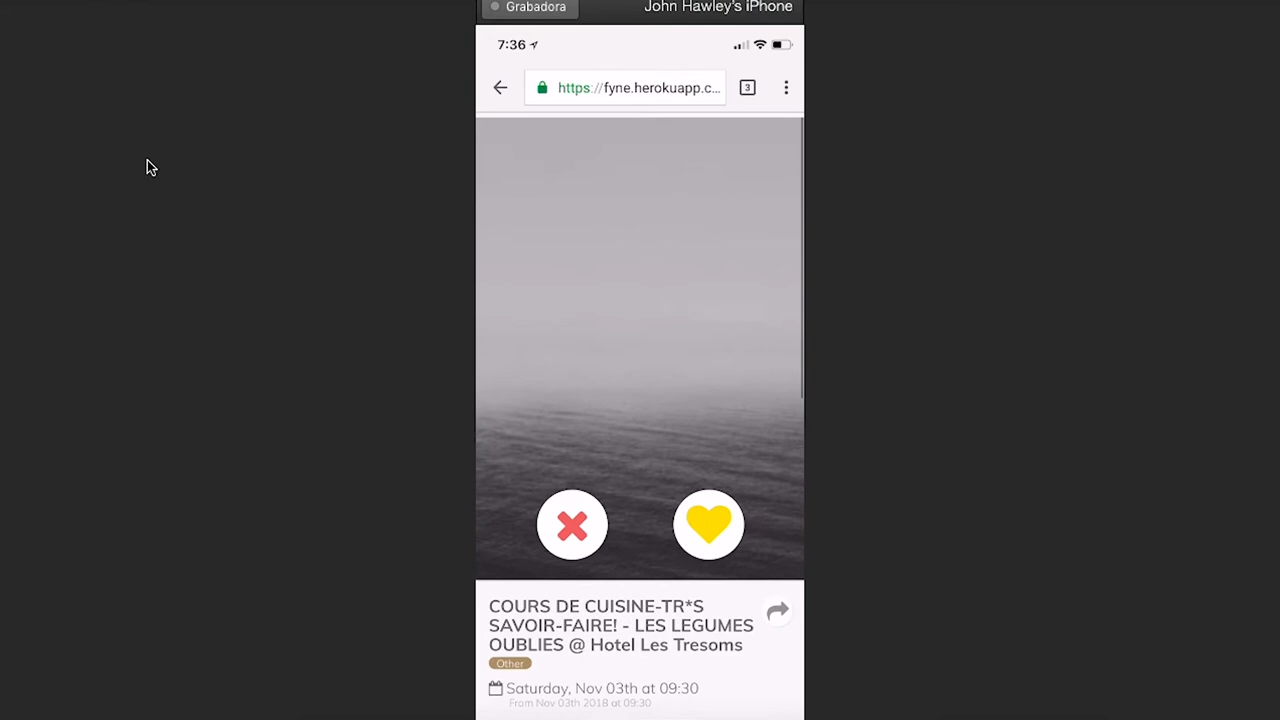 Grabadora
John Hawley's iPhone
7:36
https://fyne.herokuapp.c...
3
COURS DE CUISINE-TR*S
SAVOIR-FAIRE! - LES LEGUMES
OUBLIES @ Hotel Les Tresoms
Other
Saturday, Nov 03th at 09:30
From Nov 03th 2018 at 09:30